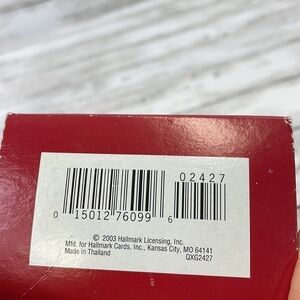 02427
0 15012 76099 6
© 2003 Hallmark Licensing, Inc.
Mfd. for Hallmark Cards, Inc., Kansas City, MO 64141
Made in Thailand QXG2427